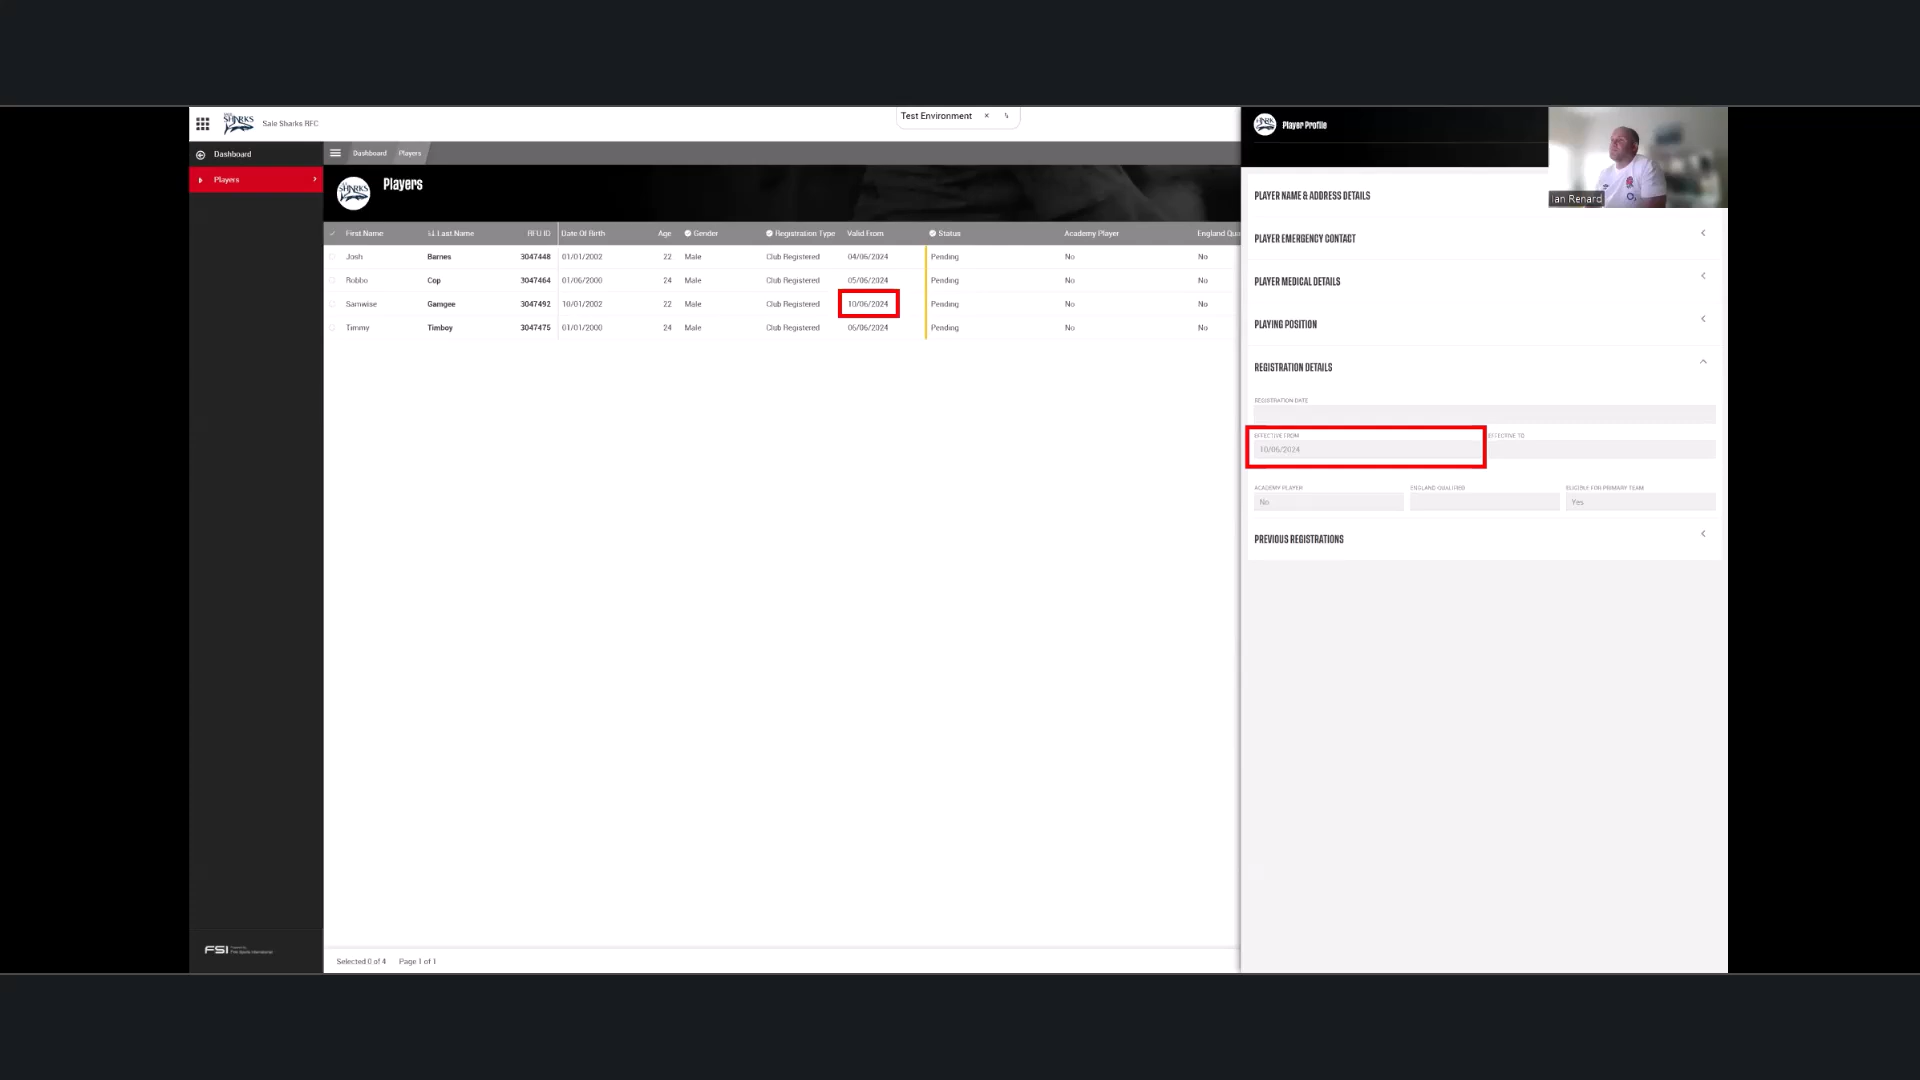 SHARKS
Sale Sharks RFC
Test Environment
Dashboard
Players
Dashboard Players
SHARKS
Players
First Name Last Name RFU ID Date Of Birth Age Gender Registration Type Valid From Status Academy Player England Qua
Josh Barnes 3047448 01/01/2002 22 Male Club Registered 04/06/2024 Pending No No
Robbo Cop 3047464 01/06/2000 24 Male Club Registered 05/06/2024 Pending No No
Samwise Gamgee 3047492 10/01/2002 22 Male Club Registered 10/06/2024 Pending No No
Timmy Timboy 3047475 01/01/2000 24 Male Club Registered 06/06/2024 Pending No No
FSI
Selected 0 of 4 Page 1 of 1
Player Profile
Ian Renard
PLAYER NAME & ADDRESS DETAILS
PLAYER EMERGENCY CONTACT
PLAYER MEDICAL DETAILS
PLAYING POSITION
REGISTRATION DETAILS
REGISTRATION DATE
EFFECTIVE FROM EFFECTIVE TO
10/06/2024
ACADEMY PLAYER ENGLAND QUALIFIED ELIGIBLE FOR PRIMARY TEAM
No Yes
PREVIOUS REGISTRATIONS